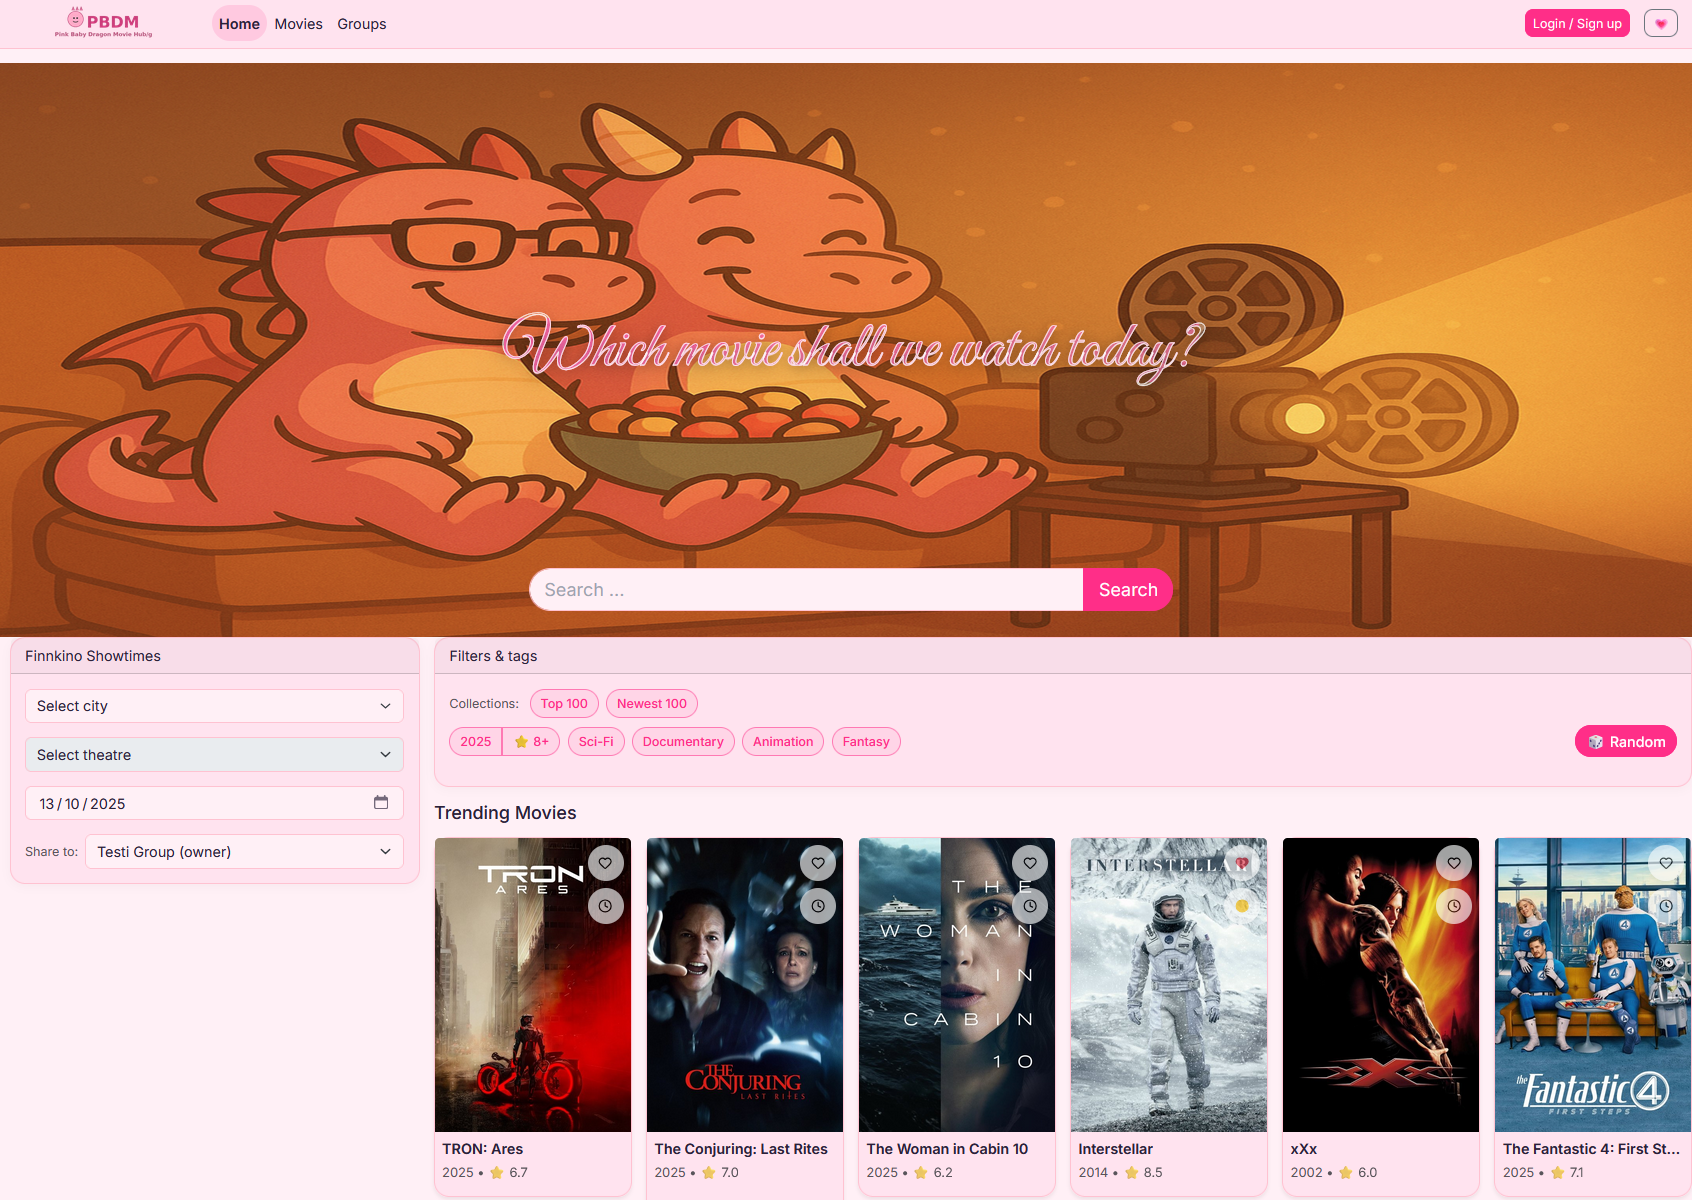 PBDM
Pink Baby Dragon Movie Hub/g
Home
Movies
Groups
Login / Sign up
Which movie shall we watch today?
Search ...
Search
Finnkino Showtimes
Select city
Select theatre
13 / 10 / 2025
Share to:
Testi Group (owner)
Filters & tags
Collections:
Top 100
Newest 100
2025
8+
Sci-Fi
Documentary
Animation
Fantasy
Random
Trending Movies
TRON
ARES
TRON: Ares
2025 • ⭐ 6.7
THE
CONJURING
LAST RITES
The Conjuring: Last Rites
2025 • ⭐ 7.0
THE
WOMAN
IN
CABIN
10
The Woman in Cabin 10
2025 • ⭐ 6.2
INTERSTELLAR
Interstellar
2014 • ⭐ 8.5
xXx
xXx
2002 • ⭐ 6.0
the Fantastic 4
FIRST STEPS
The Fantastic 4: First St...
2025 • ⭐ 7.1